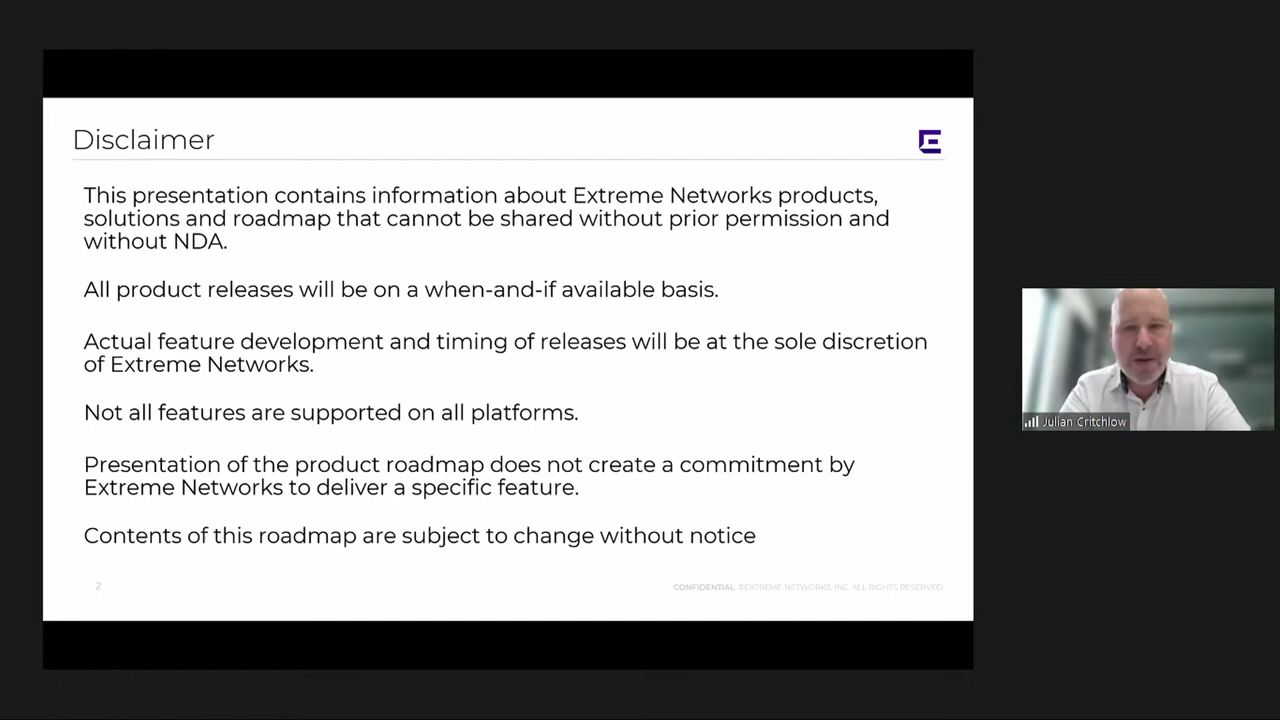 Disclaimer
This presentation contains information about Extreme Networks products,
solutions and roadmap that cannot be shared without prior permission and
without NDA.
All product releases will be on a when-and-if available basis.
Actual feature development and timing of releases will be at the sole discretion
of Extreme Networks.
Not all features are supported on all platforms.
Presentation of the product roadmap does not create a commitment by
Extreme Networks to deliver a specific feature.
Contents of this roadmap are subject to change without notice
2
CONFIDENTIAL. ©EXTREME NETWORKS, INC. ALL RIGHTS RESERVED.
Julian Critchlow